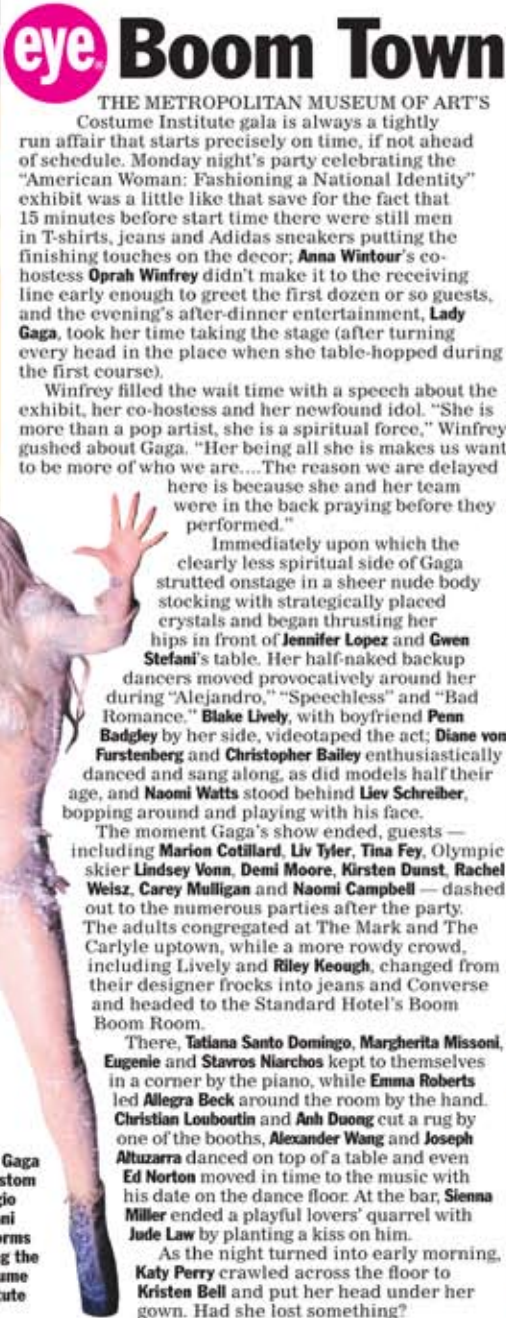 eye
Boom Town
THE METROPOLITAN MUSEUM OF ART'S
Costume Institute gala is always a tightly
run affair that starts precisely on time, if not ahead
of schedule. Monday night's party celebrating the
"American Woman: Fashioning a National Identity"
exhibit was a little like that save for the fact that
15 minutes before start time there were still men
in T-shirts, jeans and Adidas sneakers putting the
finishing touches on the decor; Anna Wintour's co-
hostess Oprah Winfrey didn't make it to the receiving
line early enough to greet the first dozen or so guests,
and the evening's after-dinner entertainment, Lady
Gaga, took her time taking the stage (after turning
every head in the place when she table-hopped during
the first course).
Winfrey filled the wait time with a speech about the
exhibit, her co-hostess and her newfound idol. "She is
more than a pop artist, she is a spiritual force," Winfrey
gushed about Gaga. "Her being all she is makes us want
to be more of who we are....The reason we are delayed
here is because she and her team
were in the back praying before they
performed."
Immediately upon which the
clearly less spiritual side of Gaga
strutted onstage in a sheer nude body
stocking with strategically placed
crystals and began thrusting her
hips in front of Jennifer Lopez and Gwen
Stefani's table. Her half-naked backup
dancers moved provocatively around her
during "Alejandro," "Speechless" and "Bad
Romance." Blake Lively, with boyfriend Penn
Badgley by her side, videotaped the act; Diane von
Furstenberg and Christopher Bailey enthusiastically
danced and sang along, as did models half their
age, and Naomi Watts stood behind Liev Schreiber,
bopping around and playing with his face.
The moment Gaga's show ended, guests —
including Marion Cotillard, Liv Tyler, Tina Fey, Olympic
skier Lindsey Vonn, Demi Moore, Kirsten Dunst, Rachel
Weisz, Carey Mulligan and Naomi Campbell — dashed
out to the numerous parties after the party.
The adults congregated at The Mark and The
Carlyle uptown, while a more rowdy crowd,
including Lively and Riley Keough, changed from
their designer frocks into jeans and Converse
and headed to the Standard Hotel's Boom
Boom Room.
There, Tatiana Santo Domingo, Margherita Missoni,
Eugenie and Stavros Niarchos kept to themselves
in a corner by the piano, while Emma Roberts
led Allegra Beck around the room by the hand.
Christian Louboutin and Anh Duong cut a rug by
one of the booths, Alexander Wang and Joseph
Altuzarra danced on top of a table and even
Ed Norton moved in time to the music with
his date on the dance floor. At the bar, Sienna
Miller ended a playful lovers' quarrel with
Jude Law by planting a kiss on him.
As the night turned into early morning,
Katy Perry crawled across the floor to
Kristen Bell and put her head under her
gown. Had she lost something?
Gaga
stom
gio
ni
orms
g the
ume
tute